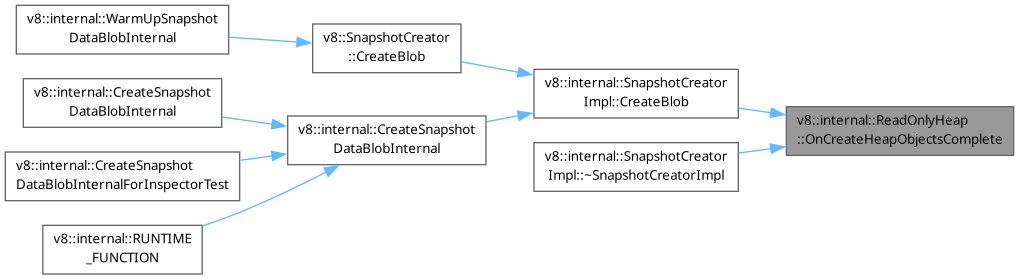 v8::internal::WarmUpSnapshot
DataBlobInternal
v8::SnapshotCreator
::CreateBlob
v8::internal::CreateSnapshot
DataBlobInternal
v8::internal::SnapshotCreator
Impl::CreateBlob
v8::internal::ReadOnlyHeap
::OnCreateHeapObjectsComplete
v8::internal::CreateSnapshot
DataBlobInternal
v8::internal::CreateSnapshot
DataBlobInternalForInspectorTest
v8::internal::SnapshotCreator
Impl::~SnapshotCreatorImpl
v8::internal::RUNTIME
_FUNCTION